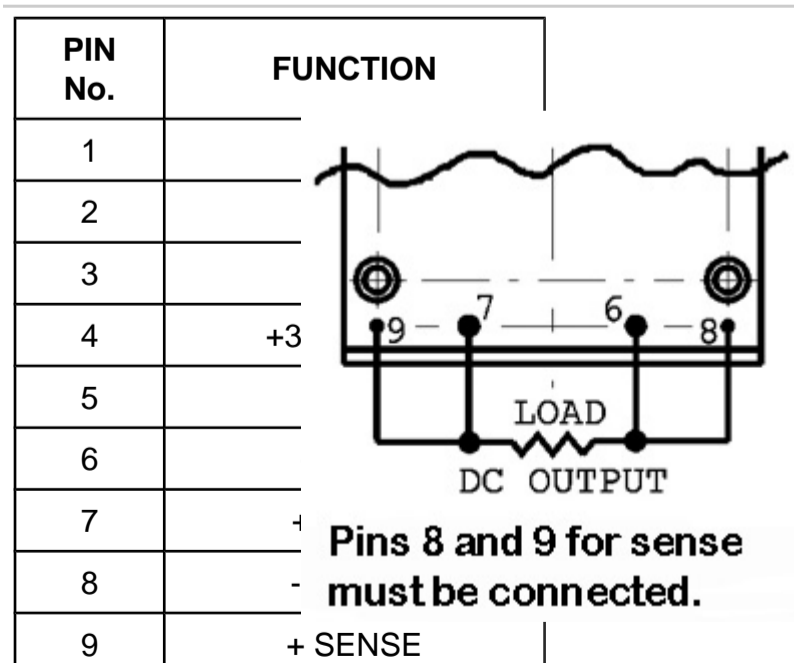 PIN No. FUNCTION
1
2
3
4 +3
5
6
7 +
8 -
9 + SENSE
9 7 6 8
LOAD
DC OUTPUT
Pins 8 and 9 for sense
must be connected.